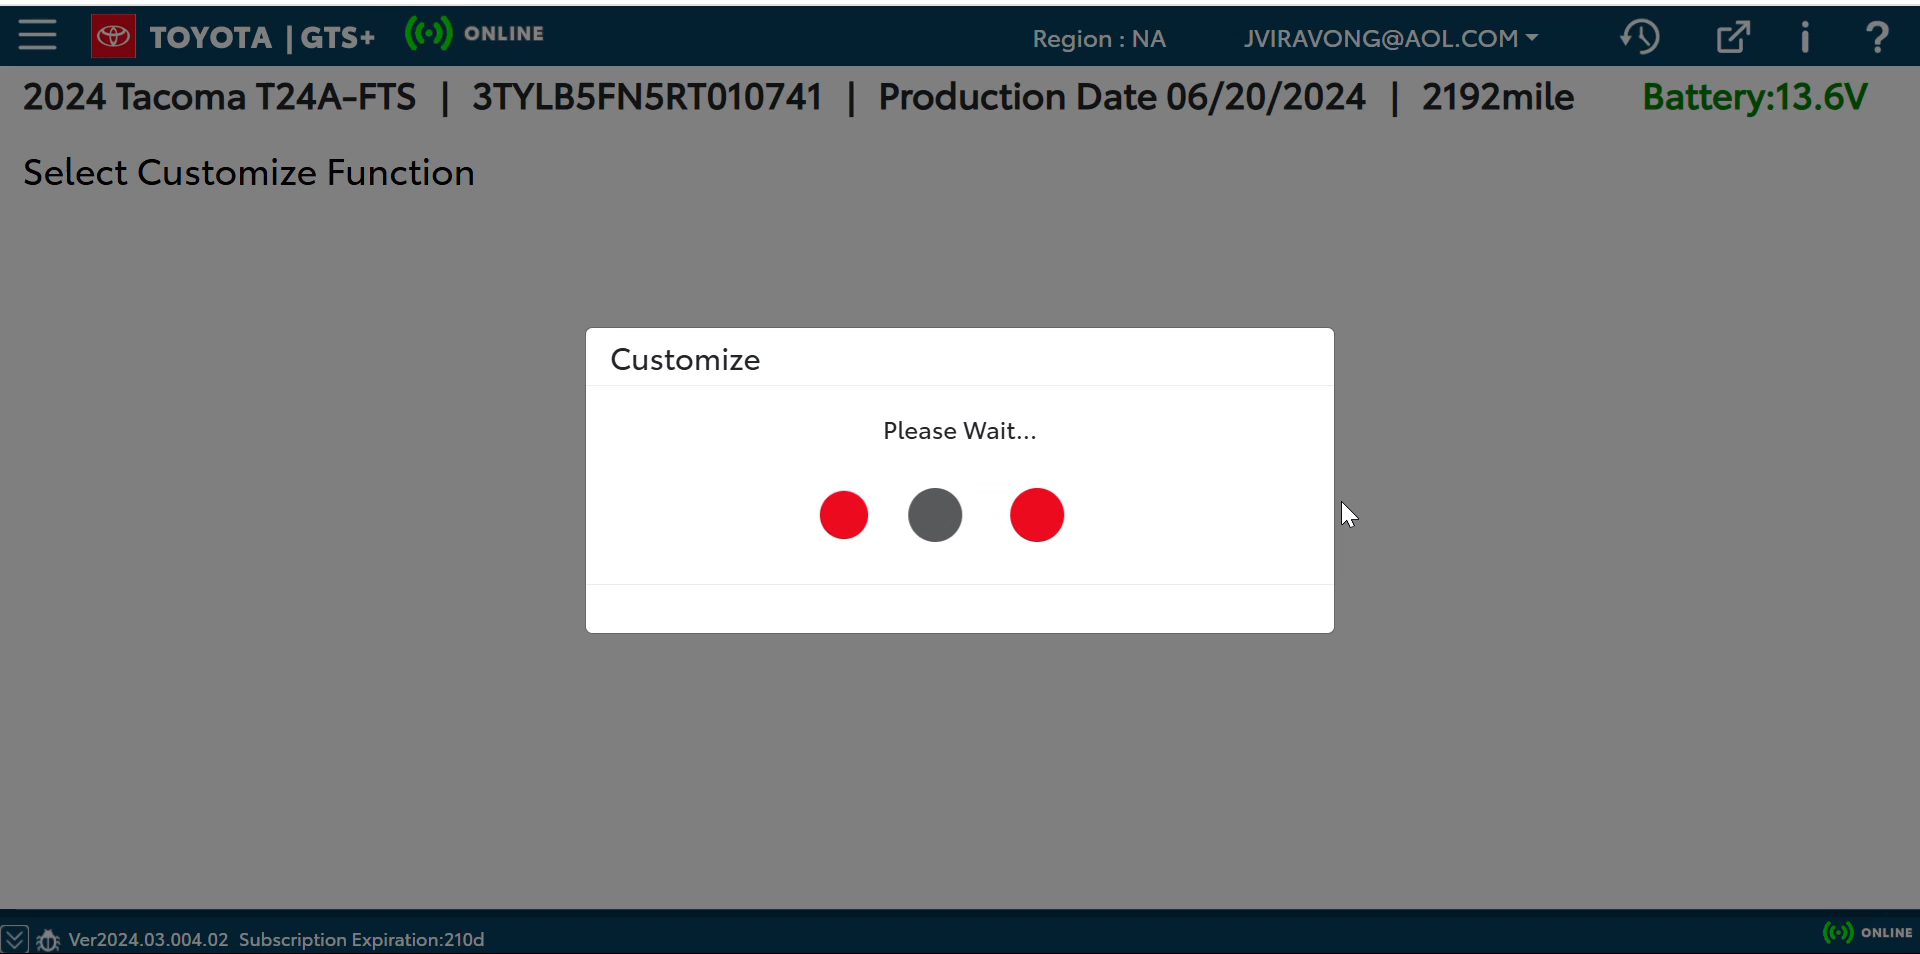 TOYOTA | GTS+ ONLINE Region : NA JVIRAVONG@AOL.COM
2024 Tacoma T24A-FTS | 3TYLB5FN5RT010741 | Production Date 06/20/2024 | 2192mile Battery:13.6V
Select Customize Function
Customize
Please Wait...
Ver2024.03.004.02 Subscription Expiration:210d ONLINE